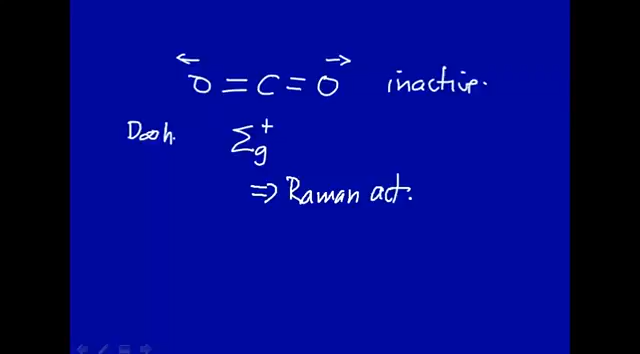 ← →
O = C = O inactive.
D∞h. Σg+
⇒ Raman act.